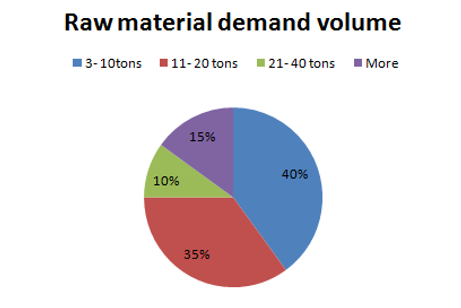 Raw material demand volume
3- 10tons 11- 20 tons 21- 40 tons More
15%
40%
10%
35%